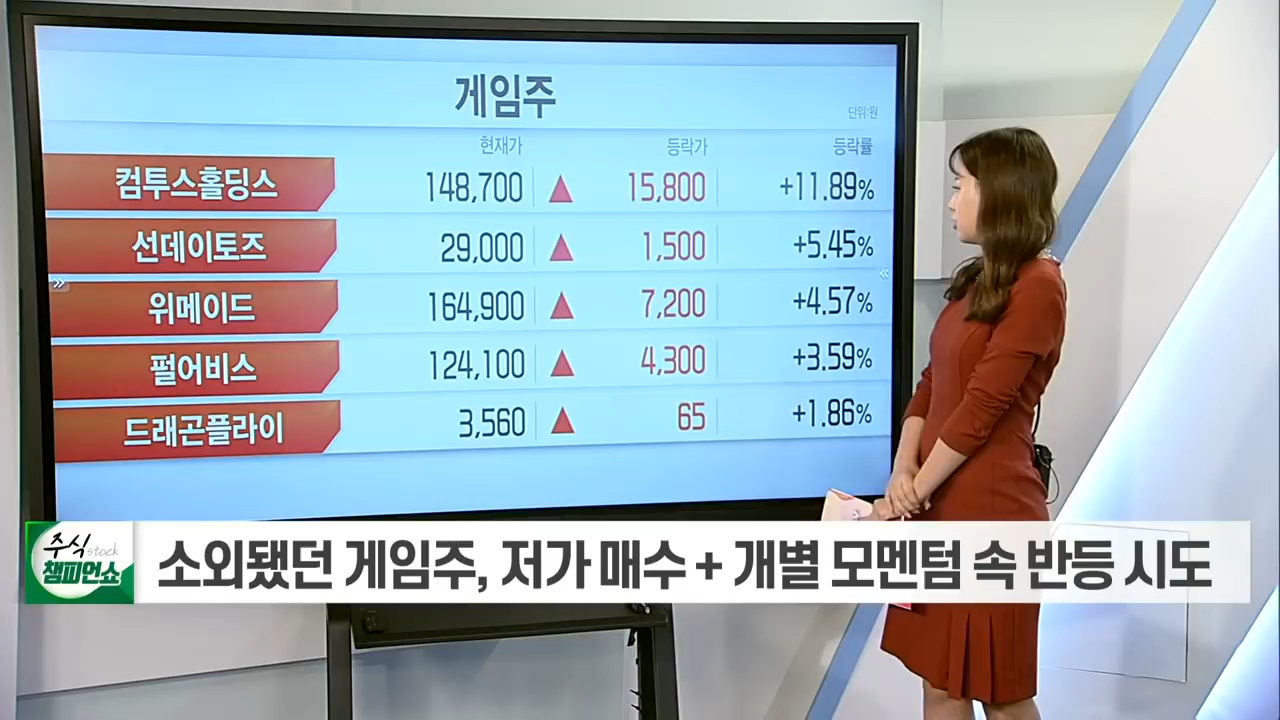 게임주
단위:원
현재가 등락가 등락률
컴투스홀딩스 148,700 ▲ 15,800 +11.89%
선데이토즈 29,000 ▲ 1,500 +5.45%
위메이드 164,900 ▲ 7,200 +4.57%
펄어비스 124,100 ▲ 4,300 +3.59%
드래곤플라이 3,560 ▲ 65 +1.86%
주식 stock
챔피언쇼
소외됐던 게임주, 저가 매수 + 개별 모멘텀 속 반등 시도